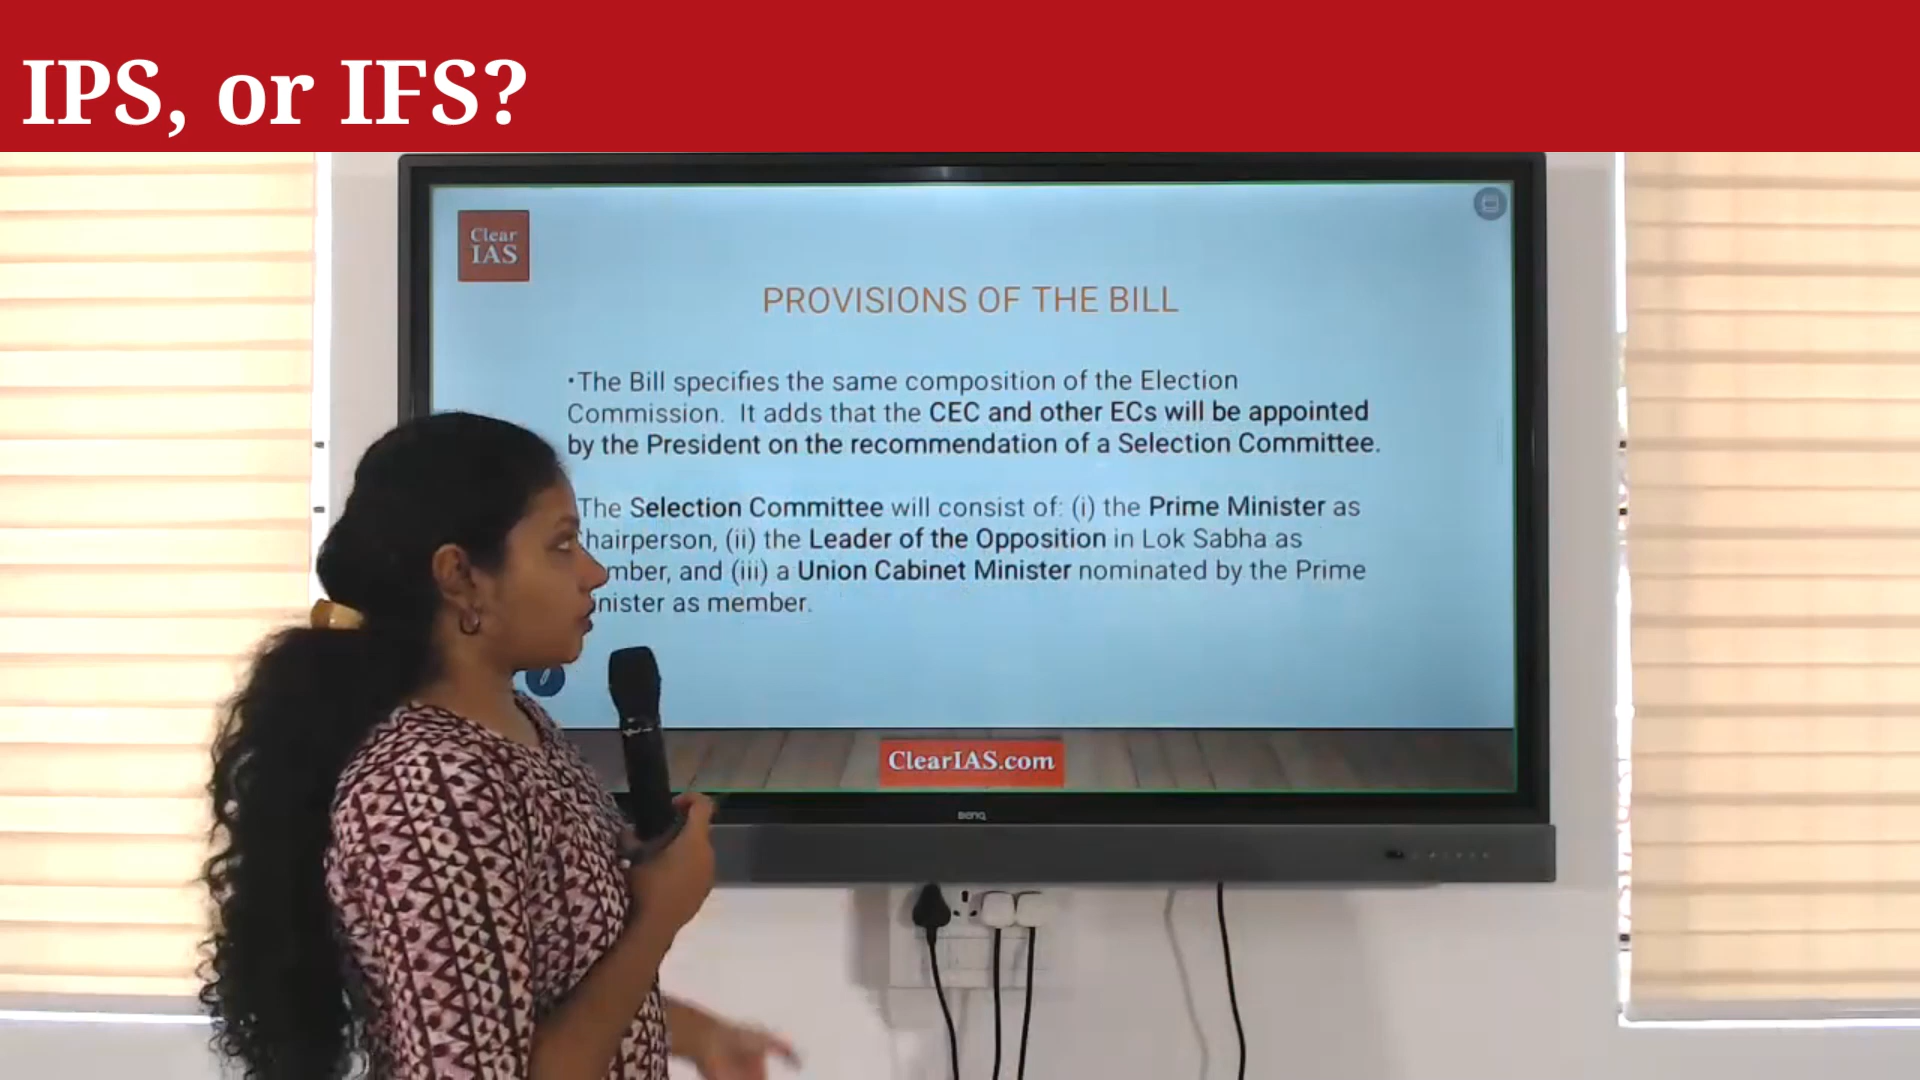 IPS, or IFS?
Clear
IAS
PROVISIONS OF THE BILL
•The Bill specifies the same composition of the Election
Commission. It adds that the CEC and other ECs will be appointed
by the President on the recommendation of a Selection Committee.
The Selection Committee will consist of: (i) the Prime Minister as
hairperson, (ii) the Leader of the Opposition in Lok Sabha as
mber, and (iii) a Union Cabinet Minister nominated by the Prime
inister as member.
ClearIAS.com
BenQ